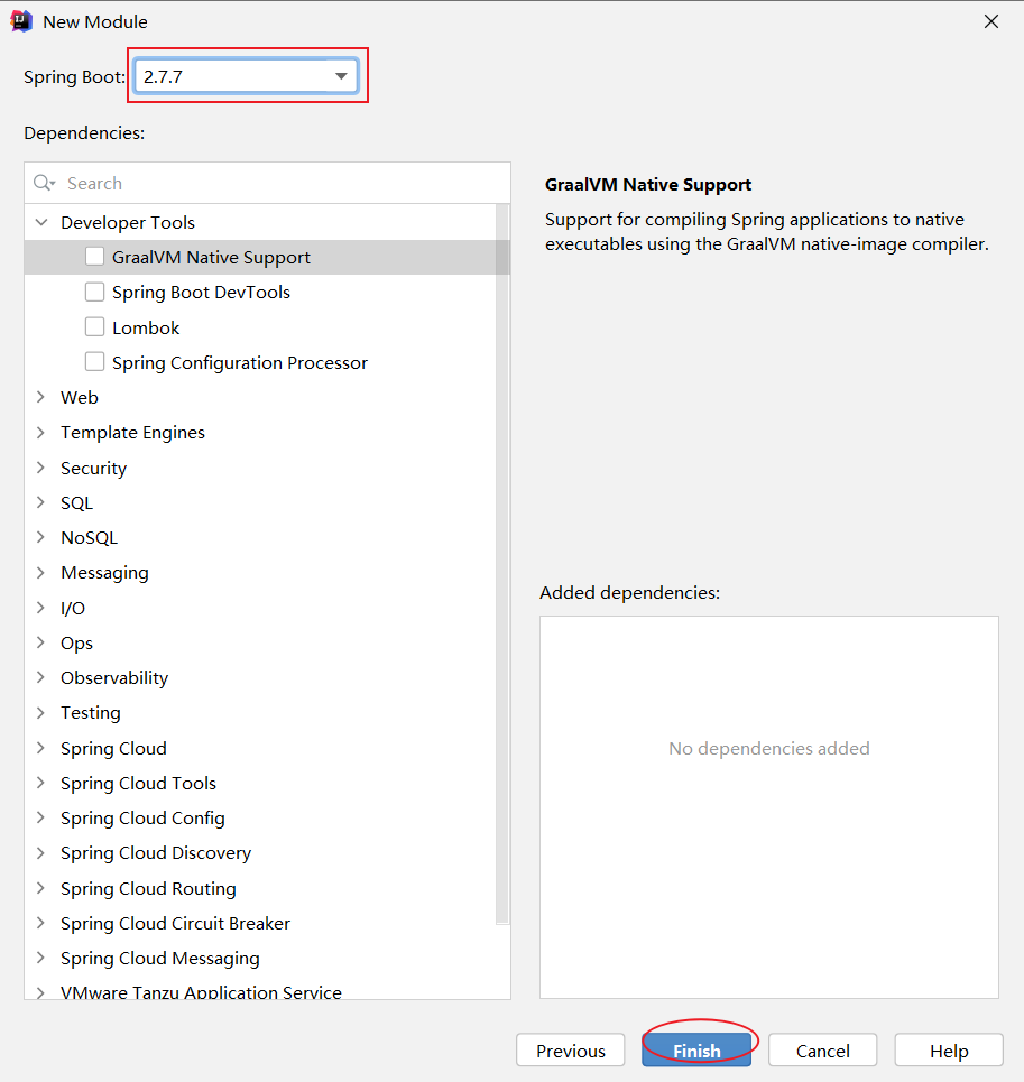 New Module
Spring Boot: 2.7.7
Dependencies:
Search
Developer Tools
GraalVM Native Support
Spring Boot DevTools
Lombok
Spring Configuration Processor
Web
Template Engines
Security
SQL
NoSQL
Messaging
I/O
Ops
Observability
Testing
Spring Cloud
Spring Cloud Tools
Spring Cloud Config
Spring Cloud Discovery
Spring Cloud Routing
Spring Cloud Circuit Breaker
Spring Cloud Messaging
VMware Tanzu Application Service
GraalVM Native Support
Support for compiling Spring applications to native
executables using the GraalVM native-image compiler.
Added dependencies:
No dependencies added
Previous Finish Cancel Help